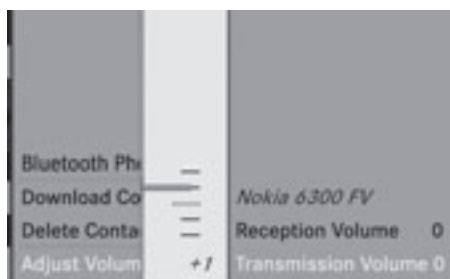 Bluetooth Ph
Download Co
Delete Conta
Adjust Volum
+1
Nokia 6300 FV
Reception Volume 0
Transmission Volume 0